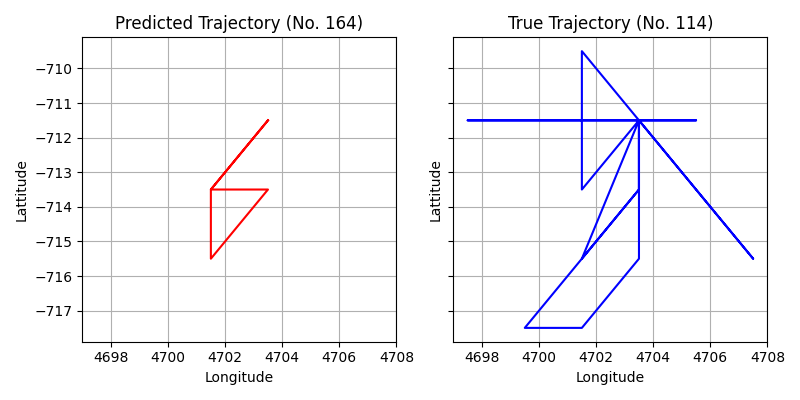 Predicted Trajectory (No. 164)
True Trajectory (No. 114)
−710
−711
−712
−713
−714
−715
−716
−717
Lattitude
Lattitude
4698 4700 4702 4704 4706 4708
4698 4700 4702 4704 4706 4708
Longitude
Longitude